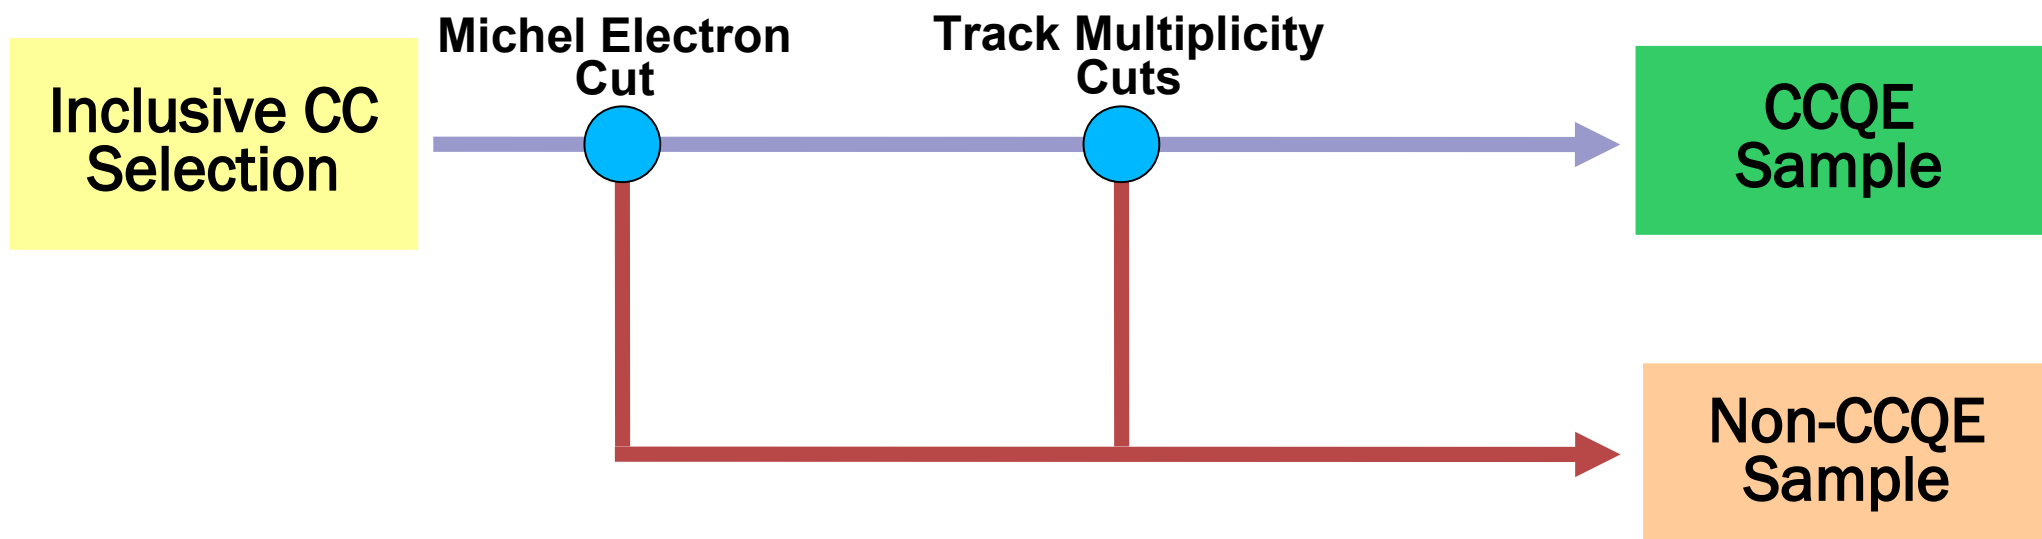 Inclusive CC
Selection
Michel Electron
Cut
Track Multiplicity
Cuts
CCQE
Sample
Non-CCQE
Sample